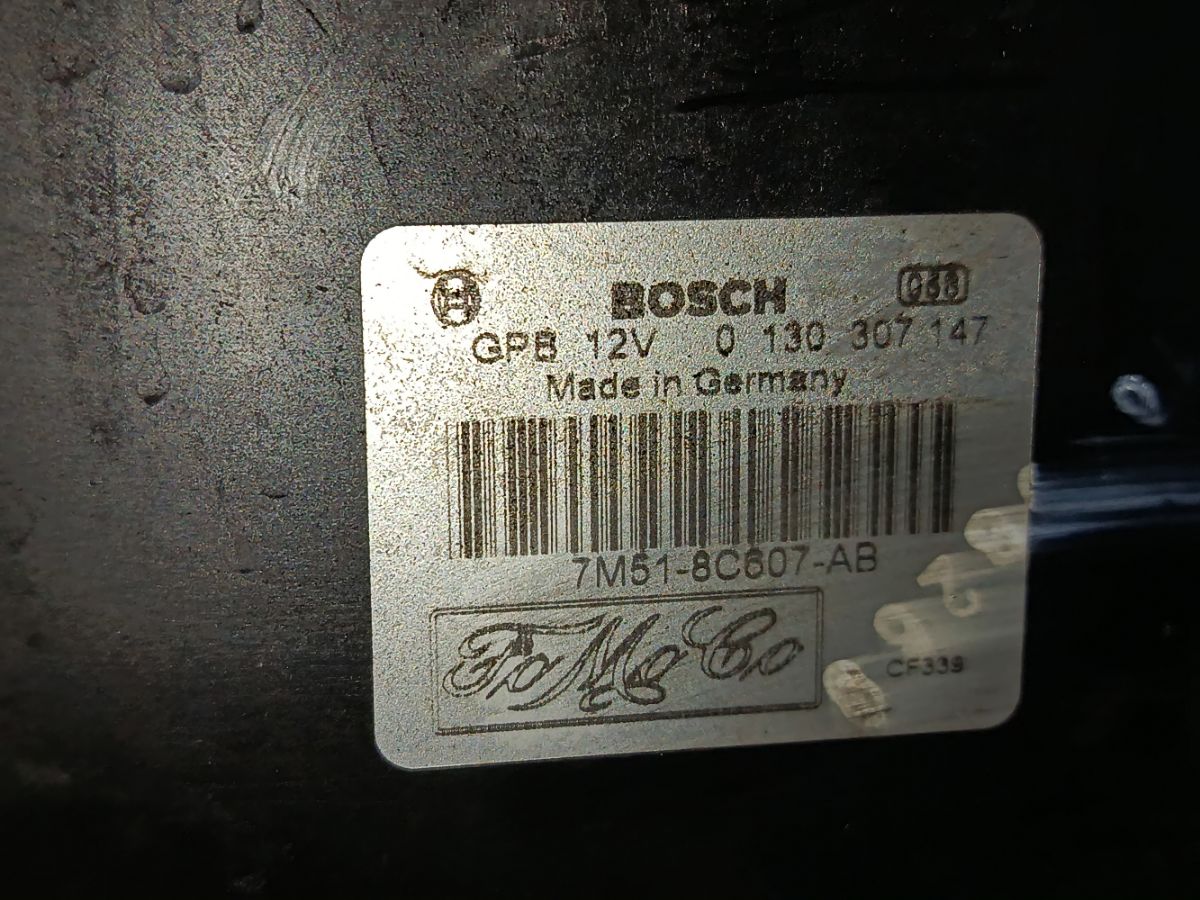 BOSCH
GPB 12V 0 130 307 147
Made in Germany
7M51-8C607-AB
FoMoCo
CF339